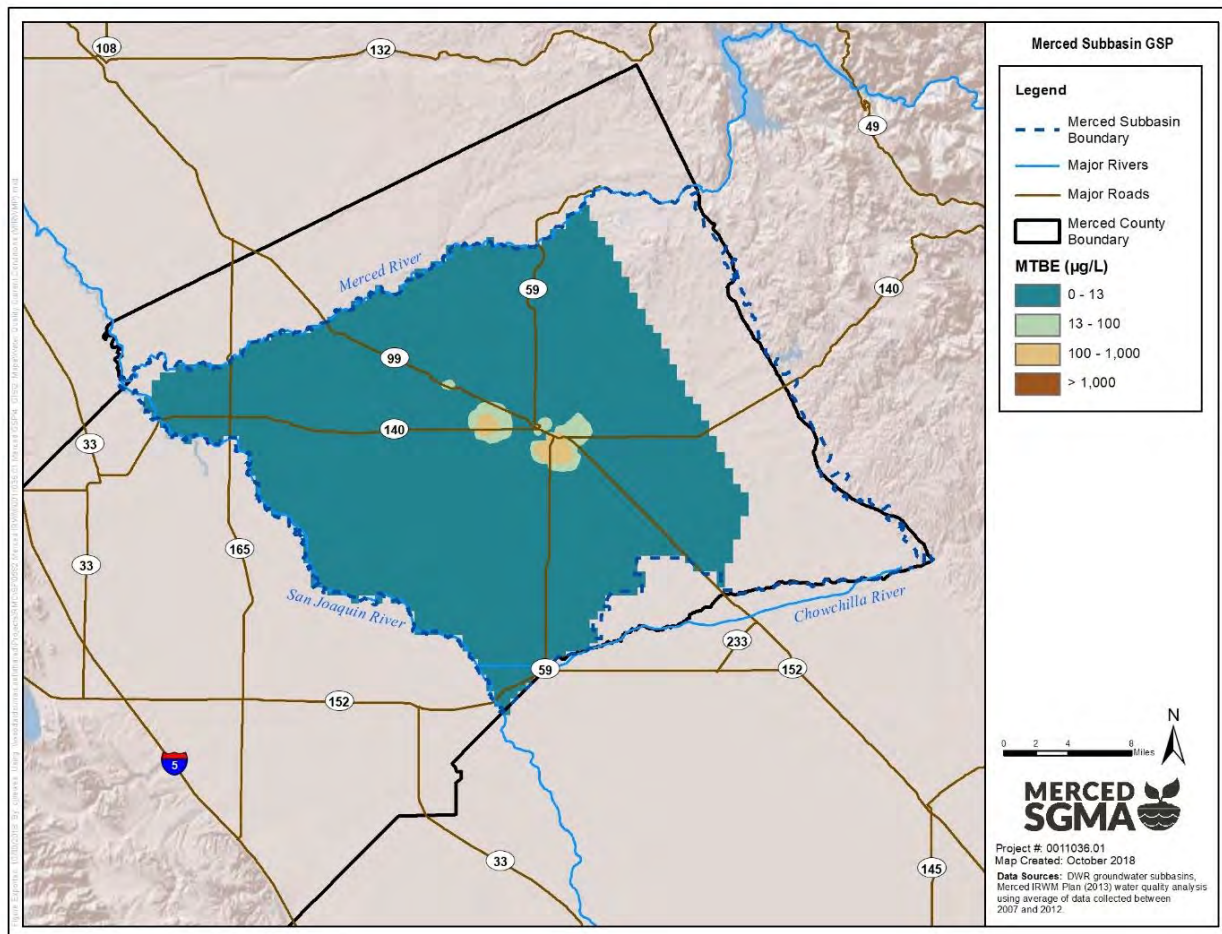 108
132
49
Merced River
59
140
99
140
33
165
33
San Joaquin River
Chowchilla River
233
59
152
152
5
33
145
Merced Subbasin GSP
Legend
Merced Subbasin
Boundary
Major Rivers
Major Roads
Merced County
Boundary
MTBE (µg/L)
0 - 13
13 - 100
100 - 1,000
> 1,000
N
0 2 4 8
Miles
MERCED
SGMA
Project #: 0011036.01
Map Created: October 2018
Data Sources: DWR groundwater subbasins,
Merced IRWM Plan (2013) water quality analysis
using average of data collected between
2007 and 2012.